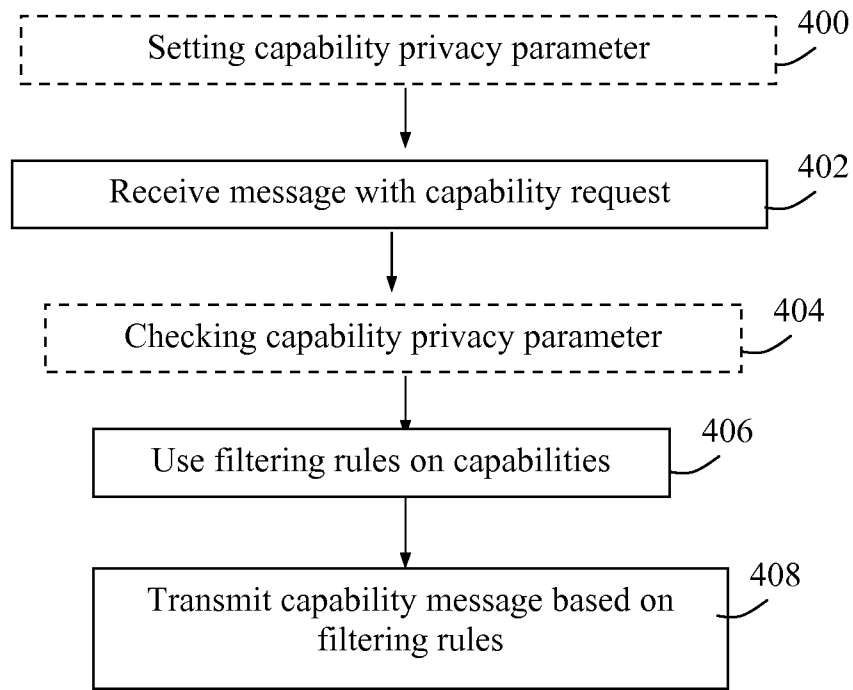 400
Setting capability privacy parameter
402
Receive message with capability request
404
Checking capability privacy parameter
406
Use filtering rules on capabilities
408
Transmit capability message based on
filtering rules